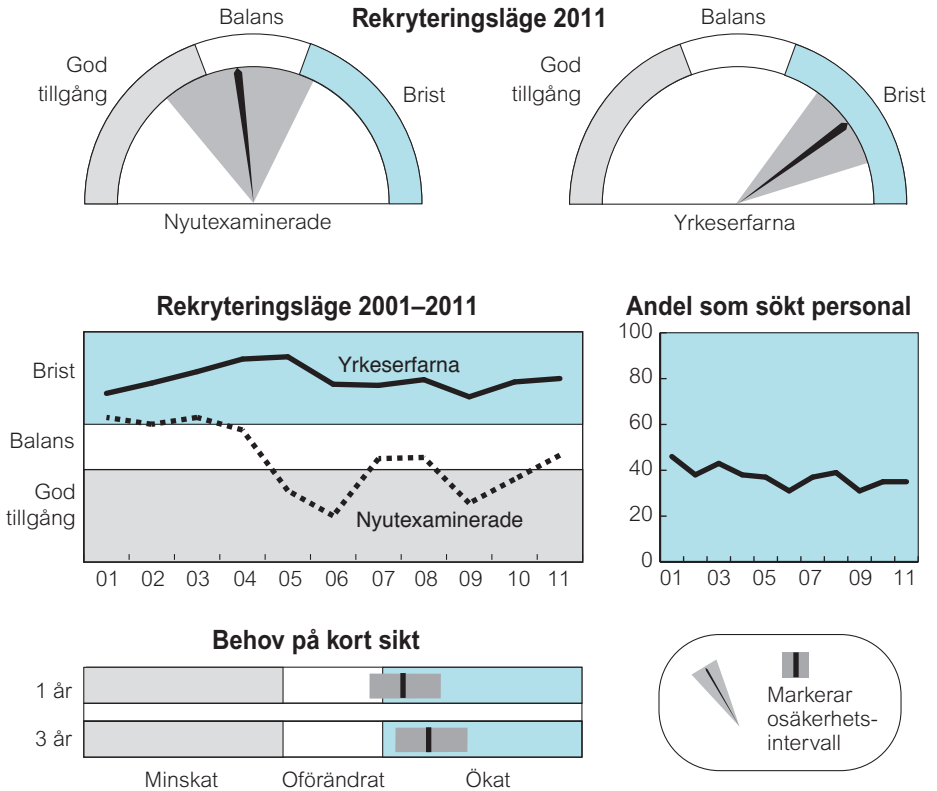 Rekryteringsläge 2011
Balans
God
tillgång
Brist
Nyutexaminerade
Balans
God
tillgång
Brist
Yrkeserfarna
Rekryteringsläge 2001–2011
Brist
Balans
God
tillgång
Yrkeserfarna
Nyutexaminerade
01 02 03 04 05 06 07 08 09 10 11
Andel som sökt personal
100
80
60
40
20
0
01 03 05 07 09 11
Behov på kort sikt
1 år
3 år
Minskat Oförändrat Ökat
Markerar
osäkerhets-
intervall